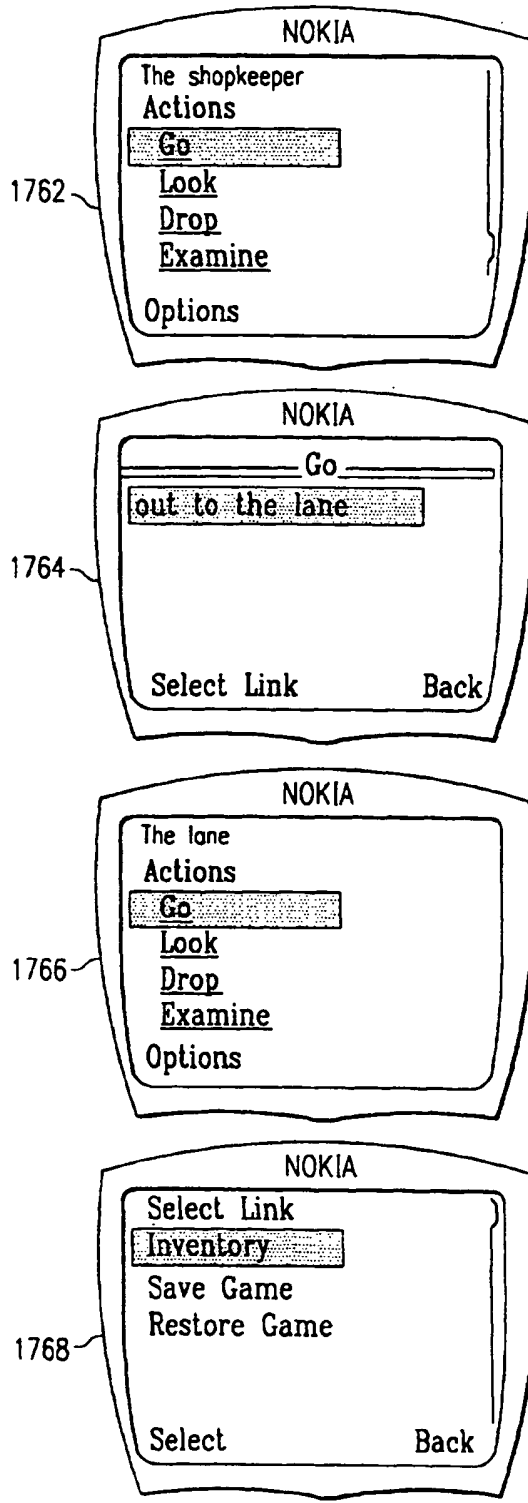 NOKIA
The shopkeeper
Actions
Go
Look
1762
Drop
Examine
Options
NOKIA
Go
out to the lane
1764
Select Link Back
NOKIA
The lane
Actions
Go
Look
1766
Drop
Examine
Options
NOKIA
Select Link
Inventory
Save Game
Restore Game
1768
Select Back